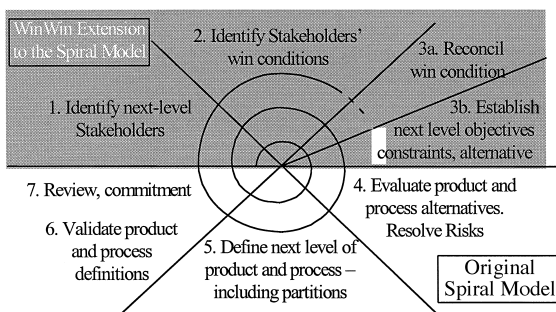 WinWin Extension
to the Spiral Model
2. Identify Stakeholders'
win conditions
3a. Reconcil
win condition
1. Identify next-level
Stakeholders
3b. Establish
next level objectives
constraints, alternative
7. Review, commitment
4. Evaluate product and
process alternatives.
Resolve Risks
6. Validate product
and process
definitions
5. Define next level of
product and process –
including partitions
Original
Spiral Model